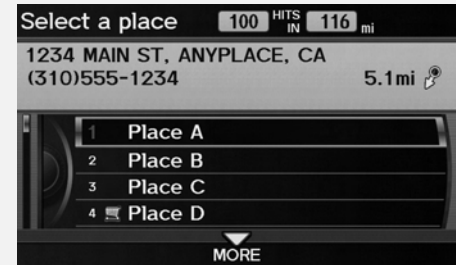 Select a place 100 HITS IN 116 mi
1234 MAIN ST, ANYPLACE, CA
(310)555-1234 5.1mi
1 Place A
2 Place B
3 Place C
4 Place D
MORE